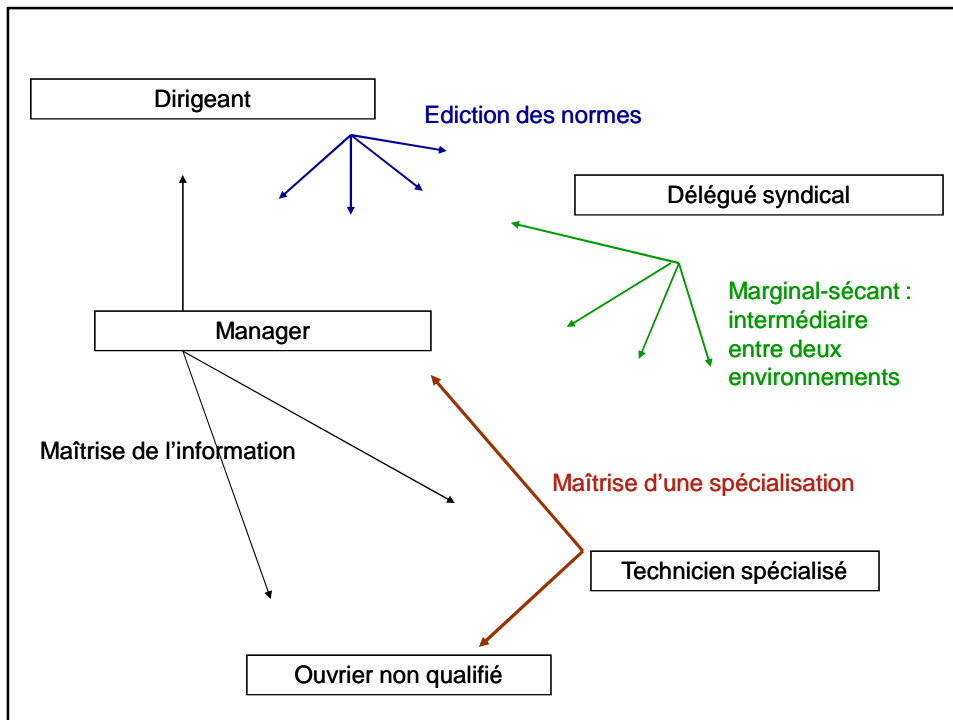 Dirigeant
Ediction des normes
Délégué syndical
Marginal-sécant :
intermédiaire
entre deux
environnements
Manager
Maîtrise de l'information
Maîtrise d'une spécialisation
Technicien spécialisé
Ouvrier non qualifié